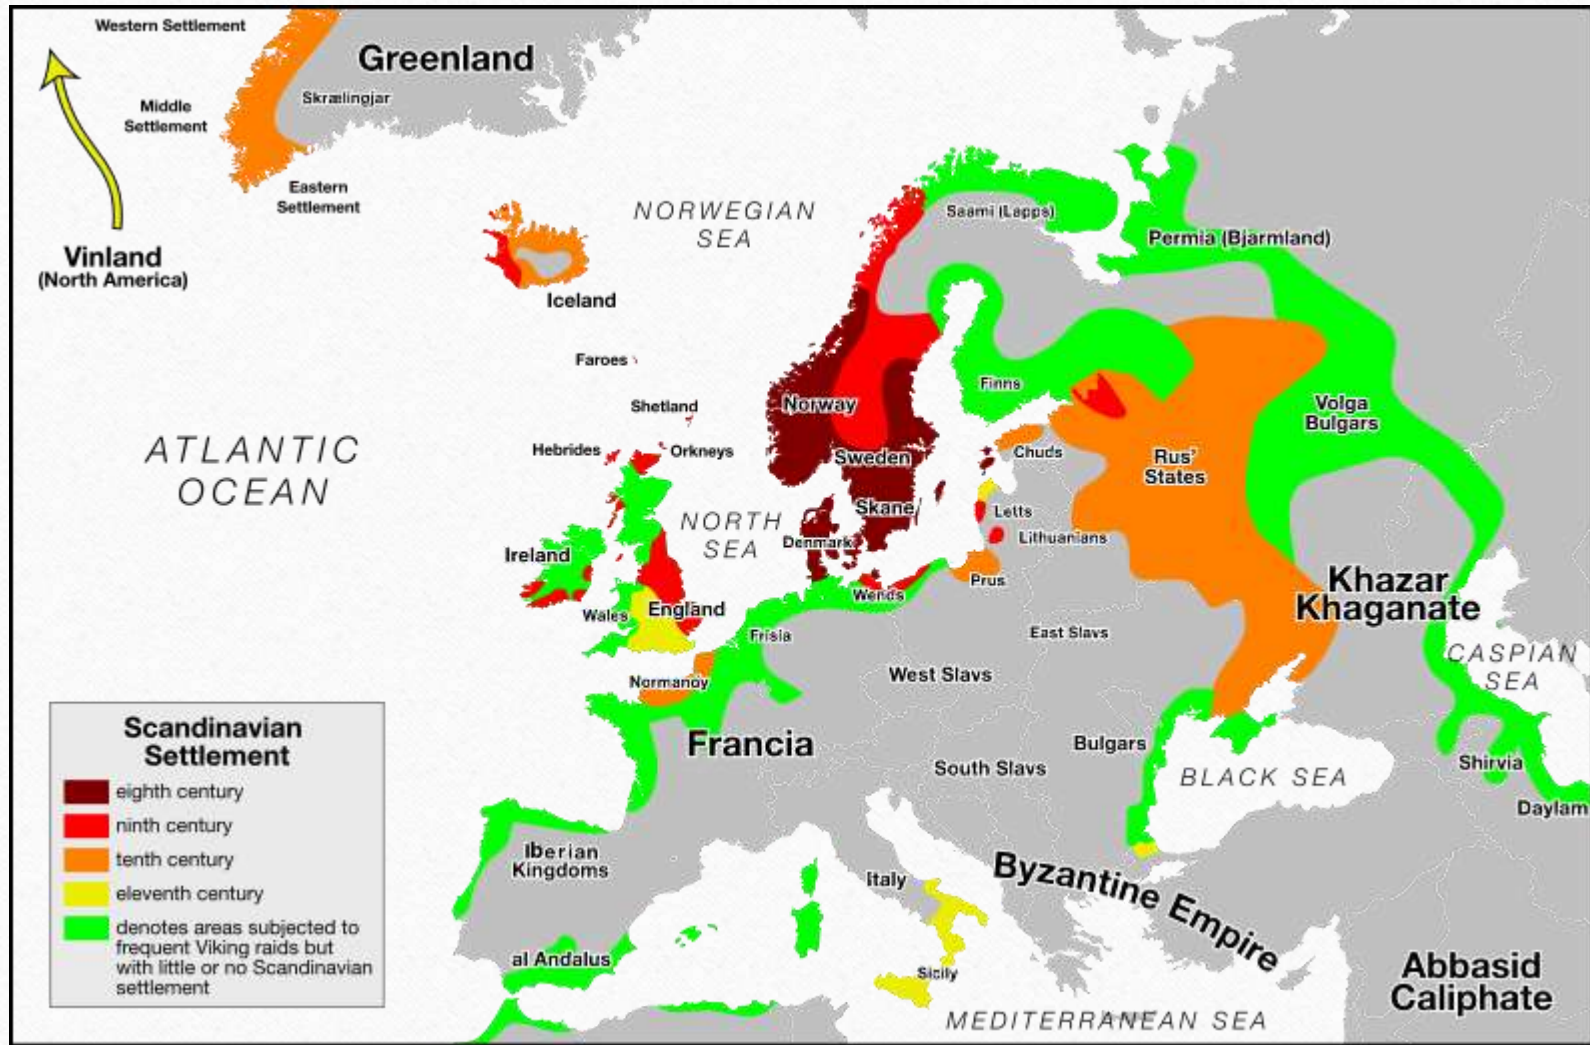 Western Settlement
Greenland
Skrælingjar
Middle
Settlement
Eastern
Settlement
Vinland
(North America)
NORWEGIAN
SEA
Saami (Lapps)
Permia (Bjarmland)
Iceland
Faroes
Finns
Norway
Volga
Bulgars
Shetland
Hebrides
Orkneys
ATLANTIC
OCEAN
Sweden
Chuds
Rus'
States
Skane
Letts
NORTH
SEA
Denmark
Lithuanians
Ireland
Prus
Khazar
Khaganate
Wends
Wales
England
Frisia
East Slavs
CASPIAN
SEA
West Slavs
Normandy
Francia
Bulgars
South Slavs
BLACK SEA
Shirvia
Daylam
Scandinavian
Settlement
eighth century
ninth century
tenth century
eleventh century
denotes areas subjected to
frequent Viking raids but
with little or no Scandinavian
settlement
Iberian
Kingdoms
Italy
Byzantine Empire
al Andalus
Sicily
Abbasid
Caliphate
MEDITERRANEAN SEA